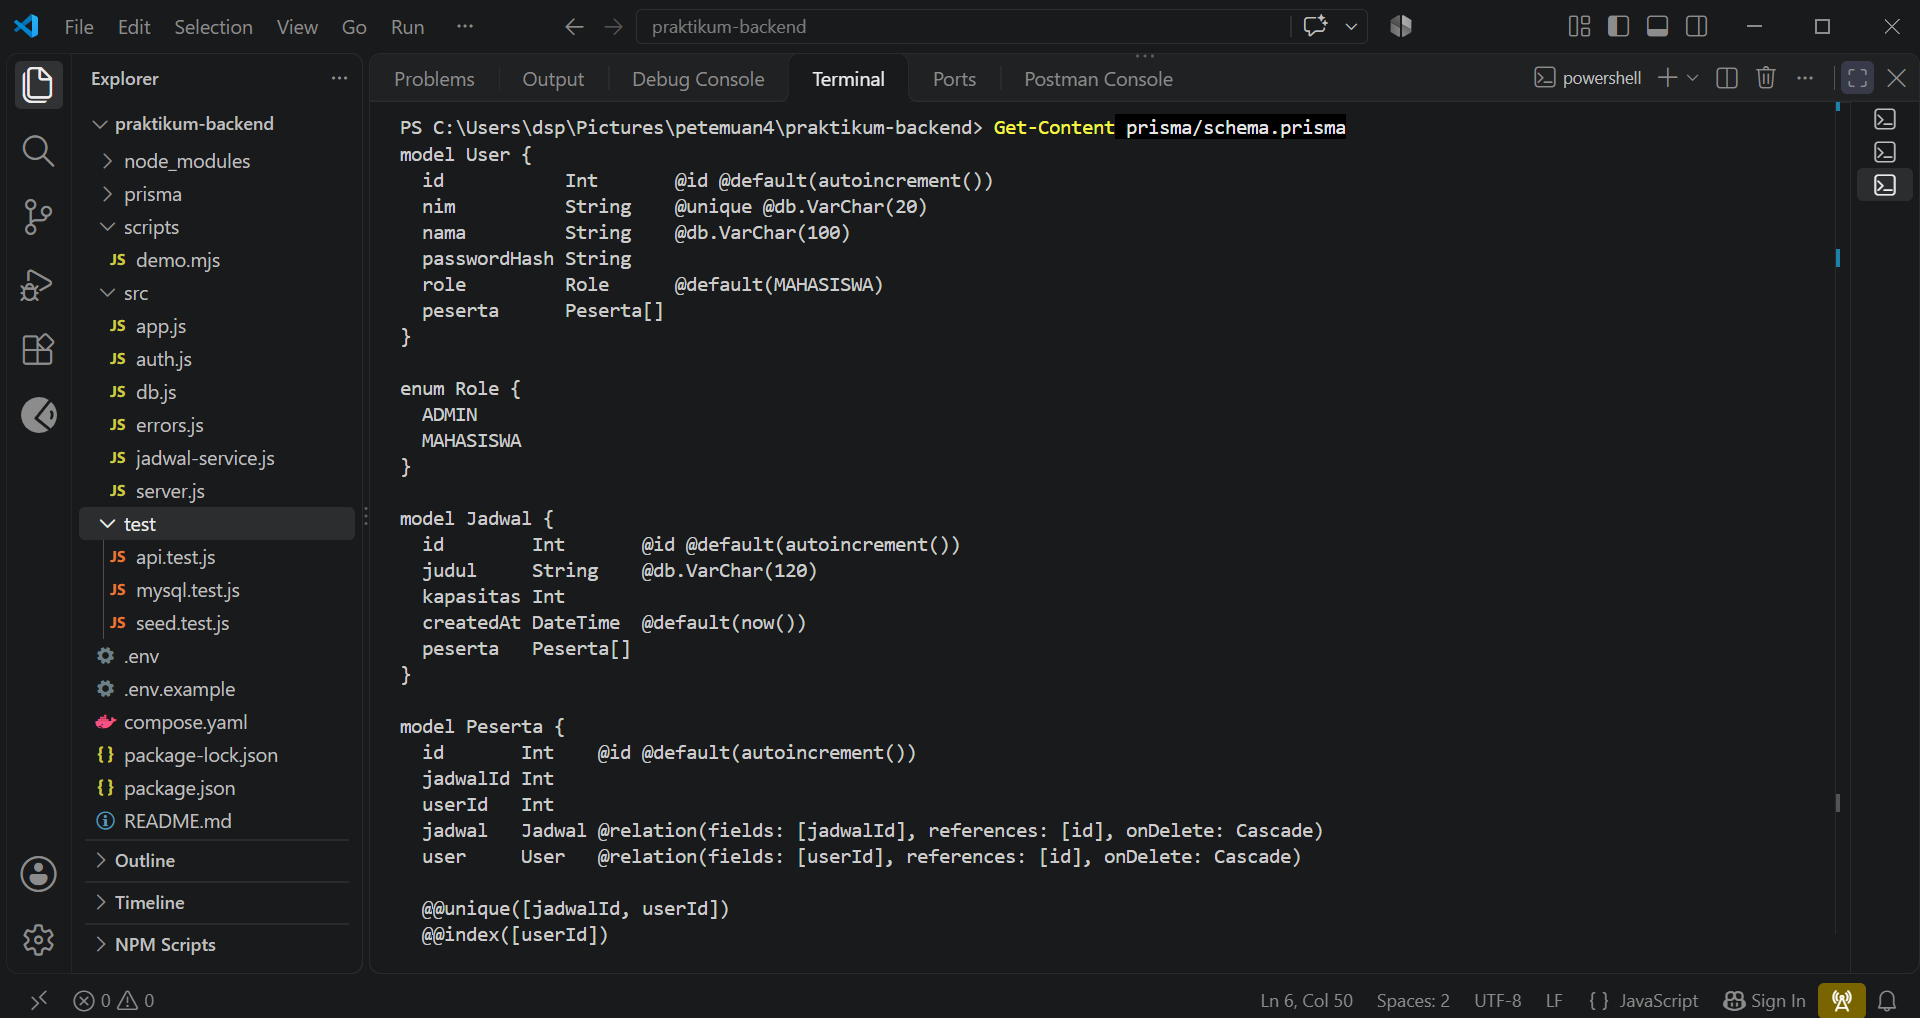 File Edit Selection View Go Run ··· praktikum-backend
Explorer ···
praktikum-backend
node_modules
prisma
scripts
JS demo.mjs
src
JS app.js
JS auth.js
JS db.js
JS errors.js
JS jadwal-service.js
JS server.js
test
JS api.test.js
JS mysql.test.js
JS seed.test.js
.env
.env.example
compose.yaml
{} package-lock.json
{} package.json
README.md
Outline
Timeline
NPM Scripts
Problems Output Debug Console Terminal Ports Postman Console powershell
PS C:\Users\dsp\Pictures\petemuan4\praktikum-backend> Get-Content prisma/schema.prisma
model User {
  id           Int       @id @default(autoincrement())
  nim          String    @unique @db.VarChar(20)
  nama         String    @db.VarChar(100)
  passwordHash String
  role         Role      @default(MAHASISWA)
  peserta      Peserta[]
}
enum Role {
  ADMIN
  MAHASISWA
}
model Jadwal {
  id        Int       @id @default(autoincrement())
  judul     String    @db.VarChar(120)
  kapasitas Int
  createdAt DateTime  @default(now())
  peserta   Peserta[]
}
model Peserta {
  id       Int    @id @default(autoincrement())
  jadwalId Int
  userId   Int
  jadwal   Jadwal @relation(fields: [jadwalId], references: [id], onDelete: Cascade)
  user     User   @relation(fields: [userId], references: [id], onDelete: Cascade)
  @@unique([jadwalId, userId])
  @@index([userId])
0 0 Ln 6, Col 50 Spaces: 2 UTF-8 LF {} JavaScript Sign In